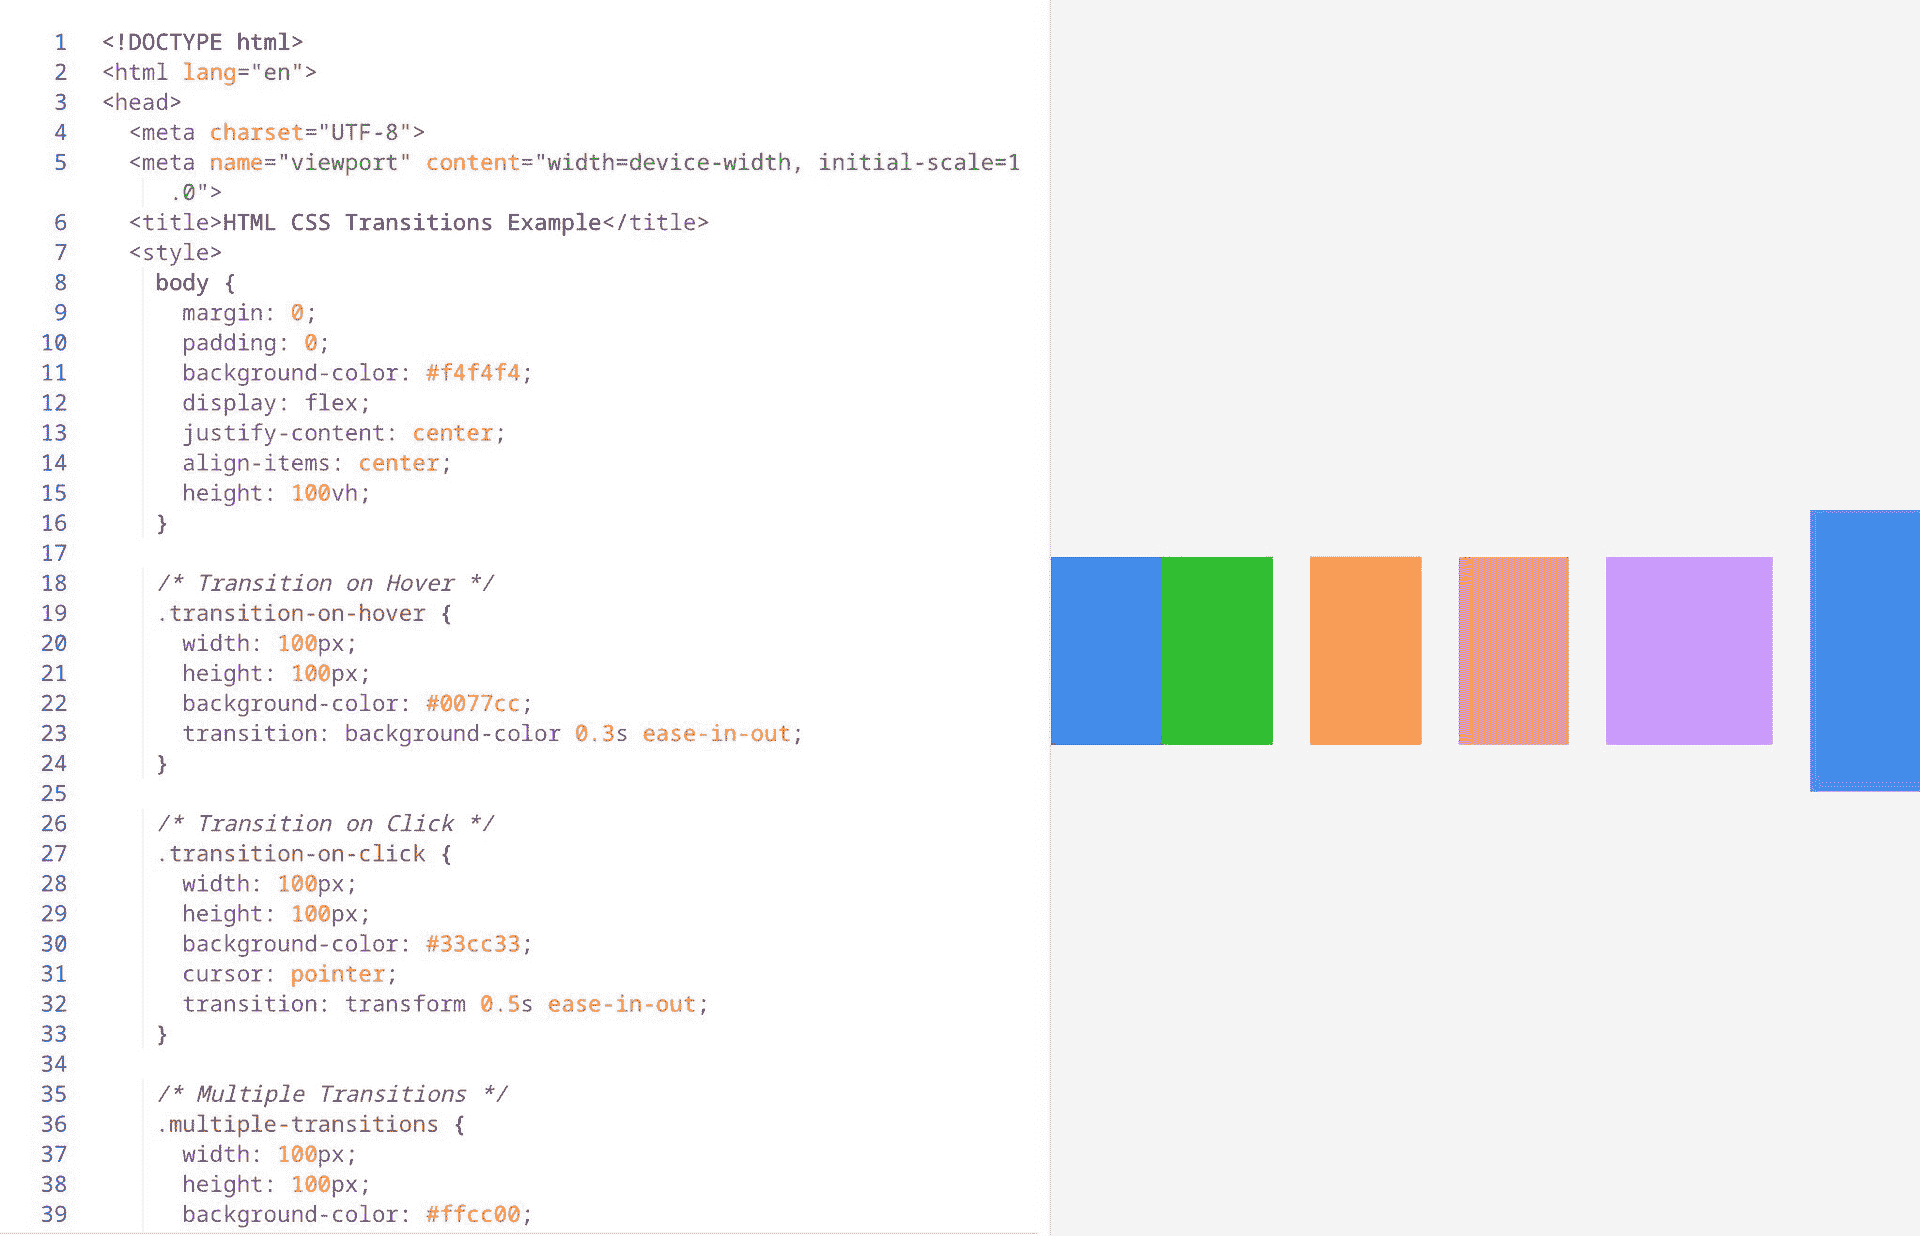 1 <!DOCTYPE html>
2 <html lang="en">
3 <head>
4 <meta charset="UTF-8">
5 <meta name="viewport" content="width=device-width, initial-scale=1
.0">
6 <title>HTML CSS Transitions Example</title>
7 <style>
8 body {
9 margin: 0;
10 padding: 0;
11 background-color: #f4f4f4;
12 display: flex;
13 justify-content: center;
14 align-items: center;
15 height: 100vh;
16 }
17
18 /* Transition on Hover */
19 .transition-on-hover {
20 width: 100px;
21 height: 100px;
22 background-color: #0077cc;
23 transition: background-color 0.3s ease-in-out;
24 }
25
26 /* Transition on Click */
27 .transition-on-click {
28 width: 100px;
29 height: 100px;
30 background-color: #33cc33;
31 cursor: pointer;
32 transition: transform 0.5s ease-in-out;
33 }
34
35 /* Multiple Transitions */
36 .multiple-transitions {
37 width: 100px;
38 height: 100px;
39 background-color: #ffcc00;